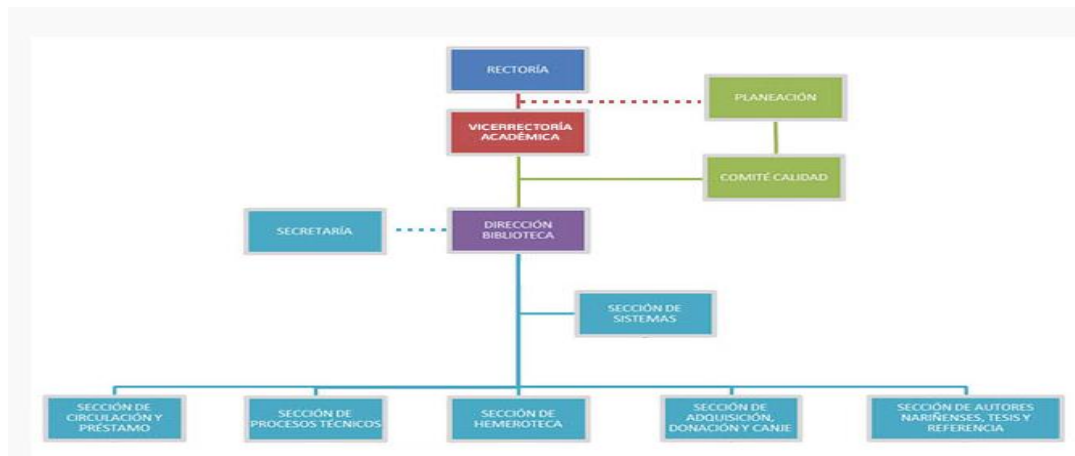 RECTORÍA
PLANEACIÓN
VICERRECTORÍA
ACADÉMICA
COMITÉ CALIDAD
SECRETARÍA
DIRECCIÓN
BIBLIOTECA
SECCIÓN DE
SISTEMAS
SECCIÓN DE
CIRCULACIÓN Y
PRÉSTAMO
SECCIÓN DE
PROCESOS TÉCNICOS
SECCIÓN DE
HEMEROTECA
SECCIÓN DE
ADQUISICIÓN,
DONACIÓN Y CANJE
SECCIÓN DE AUTORES
NARIÑENSES, TESIS Y
REFERENCIA